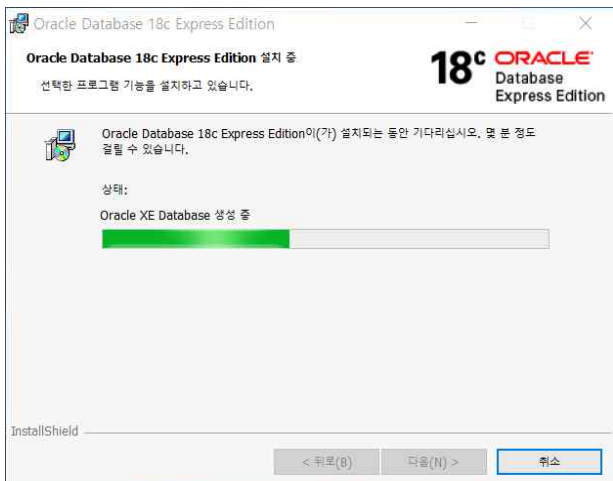 Oracle Database 18c Express Edition
Oracle Database 18c Express Edition 설치 중
선택한 프로그램 기능을 설치하고 있습니다.
18c ORACLE
Database
Express Edition
Oracle Database 18c Express Edition이(가) 설치되는 동안 기다리십시오. 몇 분 정도
걸릴 수 있습니다.
상태:
Oracle XE Database 생성 중
InstallShield
< 뒤로(B) 다음(N) > 취소